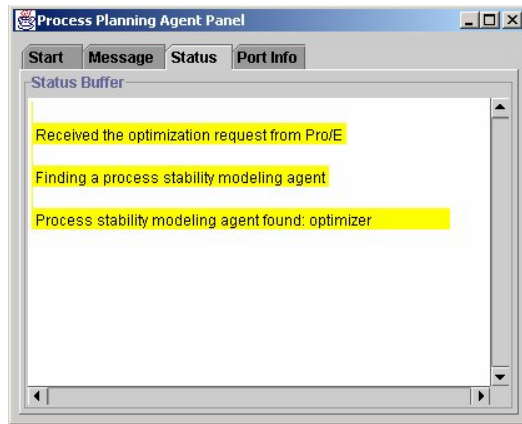 Process Planning Agent Panel
Start Message Status Port Info
Status Buffer
Received the optimization request from Pro/E
Finding a process stability modeling agent
Process stability modeling agent found: optimizer